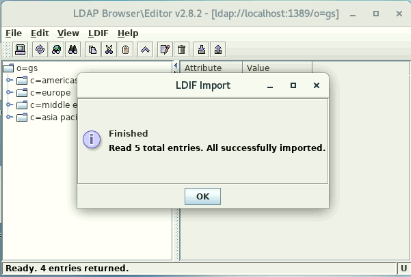 LDAP Browser\Editor v2.8.2 - [ldap://localhost:1389/o=gs]
File Edit View LDIF Help
o=gs
c=americas
c=europe
c=middle e
c=asia paci
Attribute Value
LDIF Import
Finished
Read 5 total entries. All successfully imported.
OK
Ready. 4 entries returned.
U